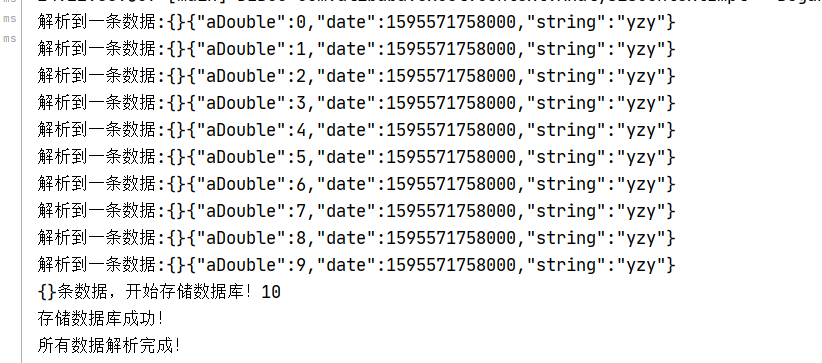 ms
ms
ms
解析到一条数据:{}{"aDouble":0,"date":1595571758000,"string":"yzy"}
解析到一条数据:{}{"aDouble":1,"date":1595571758000,"string":"yzy"}
解析到一条数据:{}{"aDouble":2,"date":1595571758000,"string":"yzy"}
解析到一条数据:{}{"aDouble":3,"date":1595571758000,"string":"yzy"}
解析到一条数据:{}{"aDouble":4,"date":1595571758000,"string":"yzy"}
解析到一条数据:{}{"aDouble":5,"date":1595571758000,"string":"yzy"}
解析到一条数据:{}{"aDouble":6,"date":1595571758000,"string":"yzy"}
解析到一条数据:{}{"aDouble":7,"date":1595571758000,"string":"yzy"}
解析到一条数据:{}{"aDouble":8,"date":1595571758000,"string":"yzy"}
解析到一条数据:{}{"aDouble":9,"date":1595571758000,"string":"yzy"}
{}条数据，开始存储数据库！10
存储数据库成功！
所有数据解析完成！